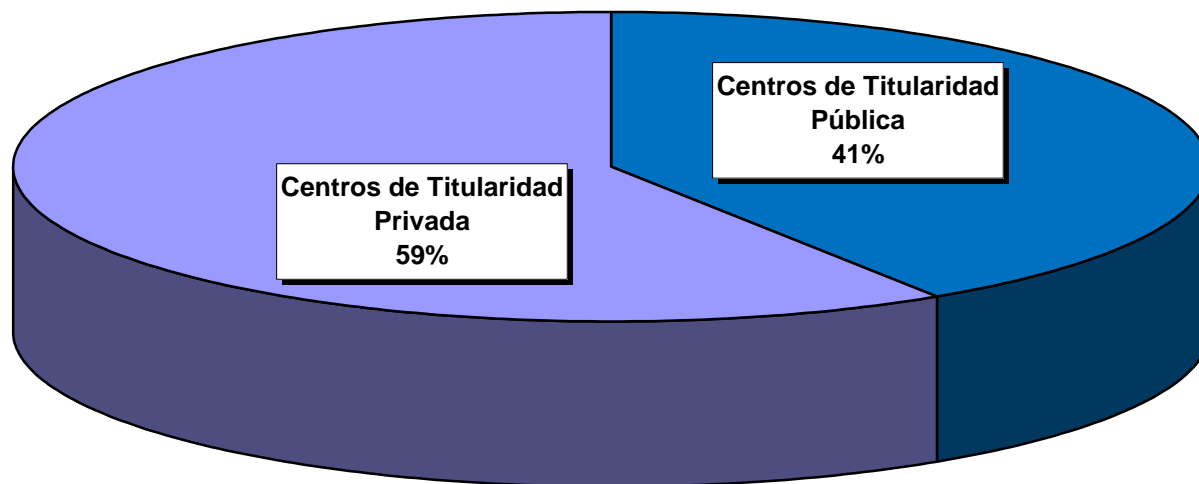 Centros de Titularidad
Pública
41%
Centros de Titularidad
Privada
59%